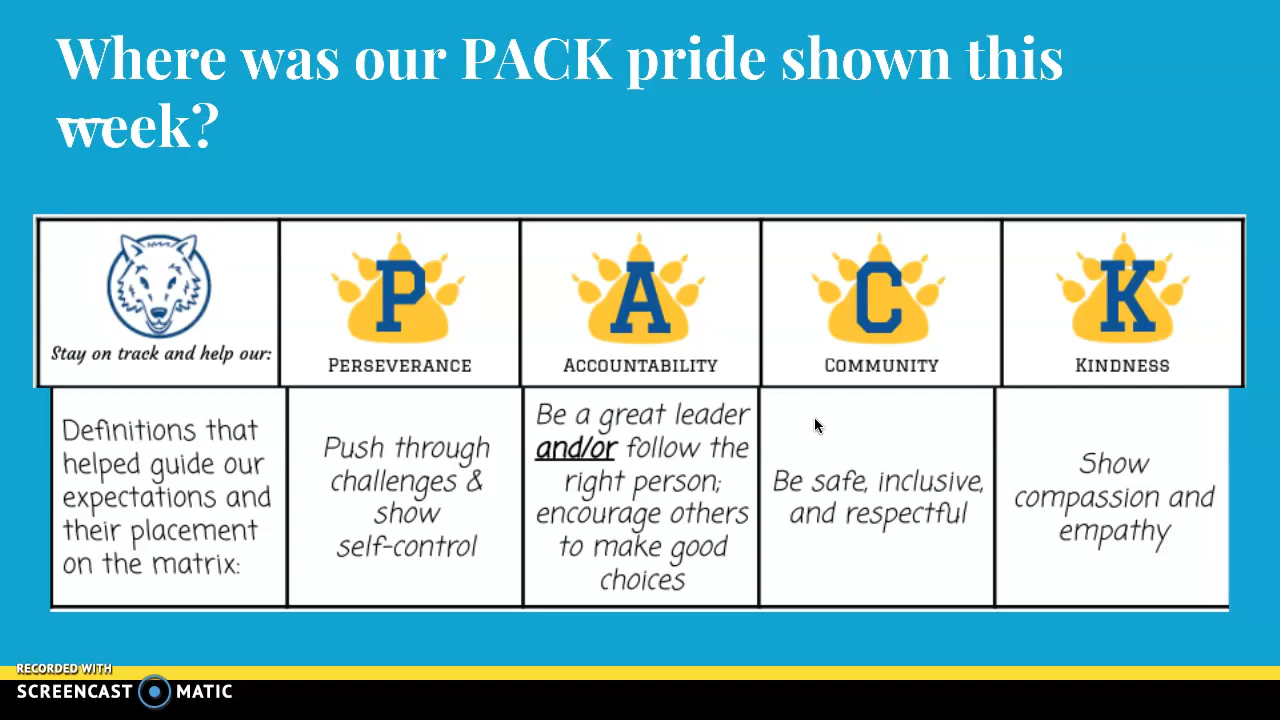 Where was our PACK pride shown this
week?
Stay on track and help our:
P
PERSEVERANCE
A
ACCOUNTABILITY
C
COMMUNITY
K
KINDNESS
Definitions that
helped guide our
expectations and
their placement
on the matrix:
Push through
challenges &
show
self-control
Be a great leader
and/or follow the
right person;
encourage others
to make good
choices
Be safe, inclusive,
and respectful
Show
compassion and
empathy
RECORDED WITH
SCREENCAST MATIC